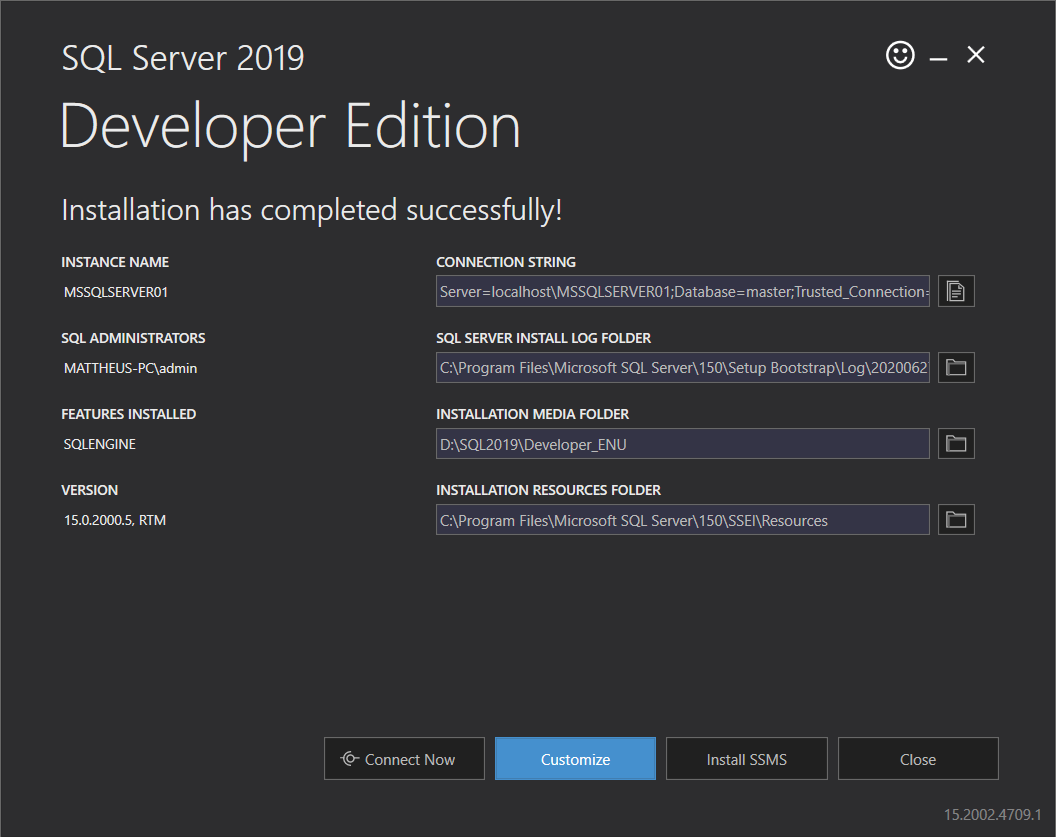 SQL Server 2019
Developer Edition
Installation has completed successfully!
INSTANCE NAME
MSSQLSERVER01
CONNECTION STRING
Server=localhost\MSSQLSERVER01;Database=master;Trusted_Connection=
SQL ADMINISTRATORS
MATTHEUS-PC\admin
SQL SERVER INSTALL LOG FOLDER
C:\Program Files\Microsoft SQL Server\150\Setup Bootstrap\Log\2020062
FEATURES INSTALLED
SQLENGINE
INSTALLATION MEDIA FOLDER
D:\SQL2019\Developer_ENU
VERSION
15.0.2000.5, RTM
INSTALLATION RESOURCES FOLDER
C:\Program Files\Microsoft SQL Server\150\SSEI\Resources
Connect Now
Customize
Install SSMS
Close
15.2002.4709.1